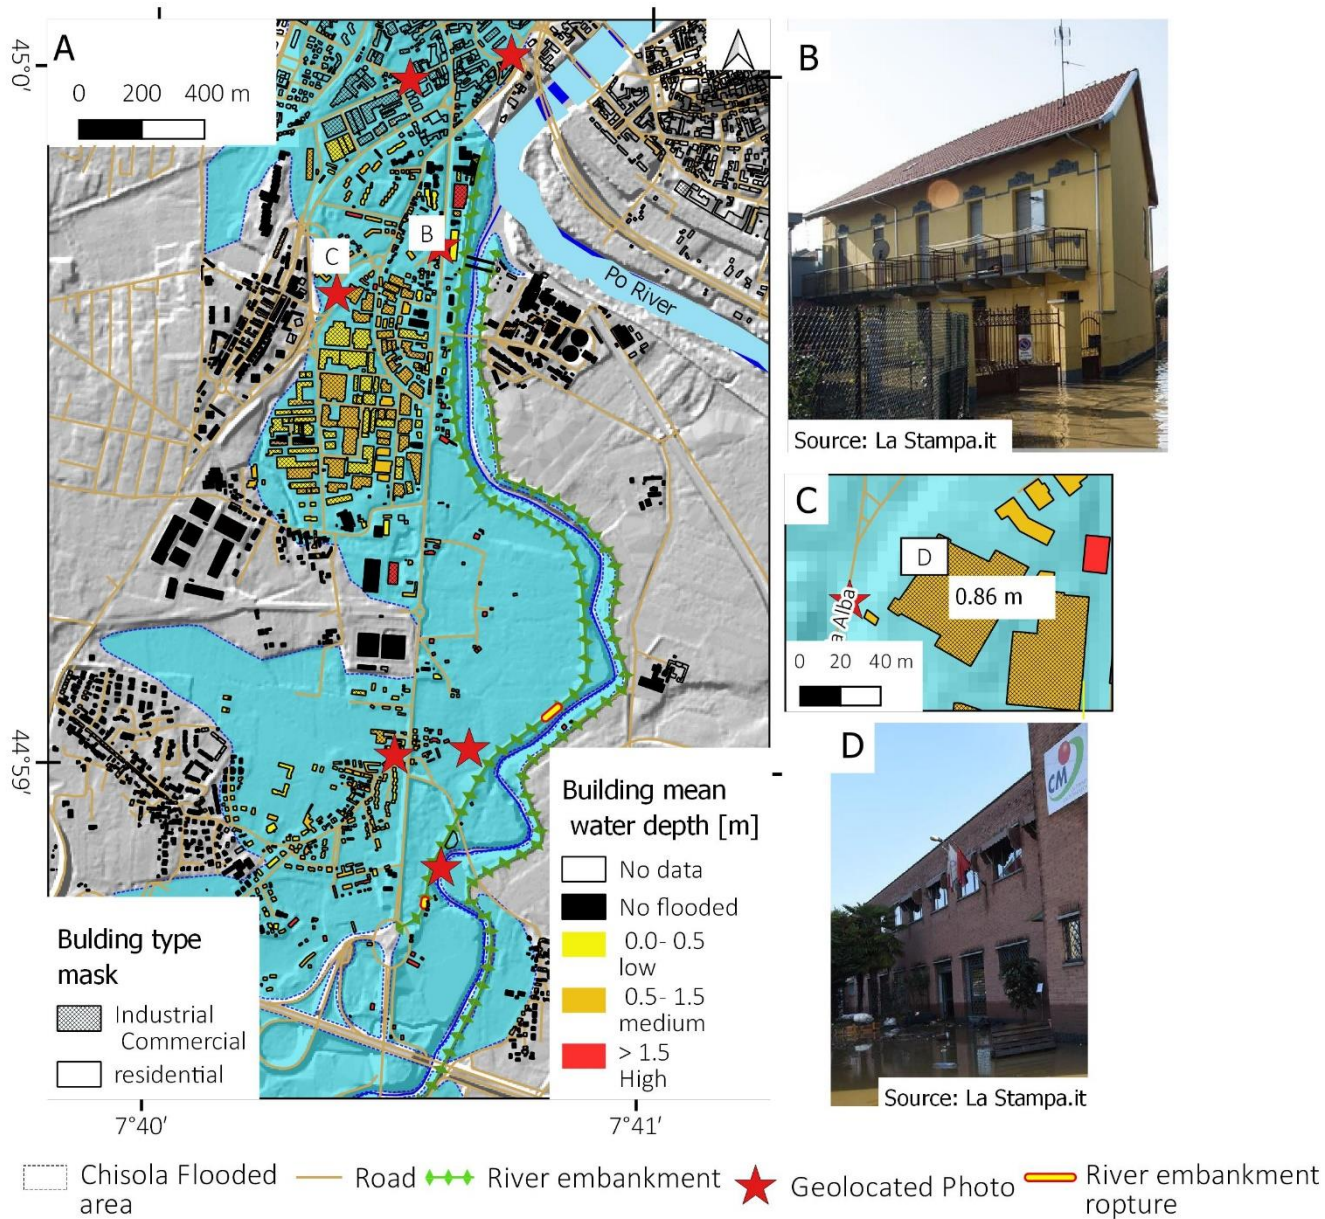 A
0 200 400 m
45°0'
44°59'
7°40'
7°41'
B
C
Po River
Bulding type
mask
Industrial
Commercial
residential
Building mean
water depth [m]
No data
No flooded
0.0- 0.5
low
0.5- 1.5
medium
> 1.5
High
B
Source: La Stampa.it
C
D
0.86 m
a Alba
0 20 40 m
D
CM
Source: La Stampa.it
Chisola Flooded
area
Road
River embankment
Geolocated Photo
River embankment
ropture